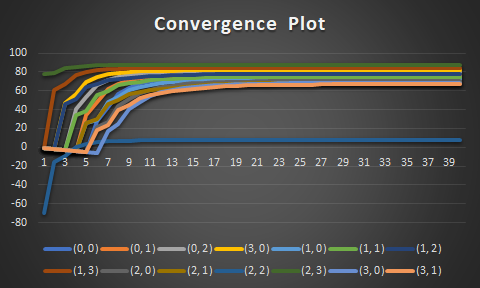 Convergence Plot
100
80
60
40
20
0
-20
-40
-60
-80
1 3 5 7 9 11 13 15 17 19 21 23 25 27 29 31 33 35 37 39
(0, 0) (0, 1) (0, 2) (3, 0) (1, 0) (1, 1) (1, 2)
(1, 3) (2, 0) (2, 1) (2, 2) (2, 3) (3, 0) (3, 1)